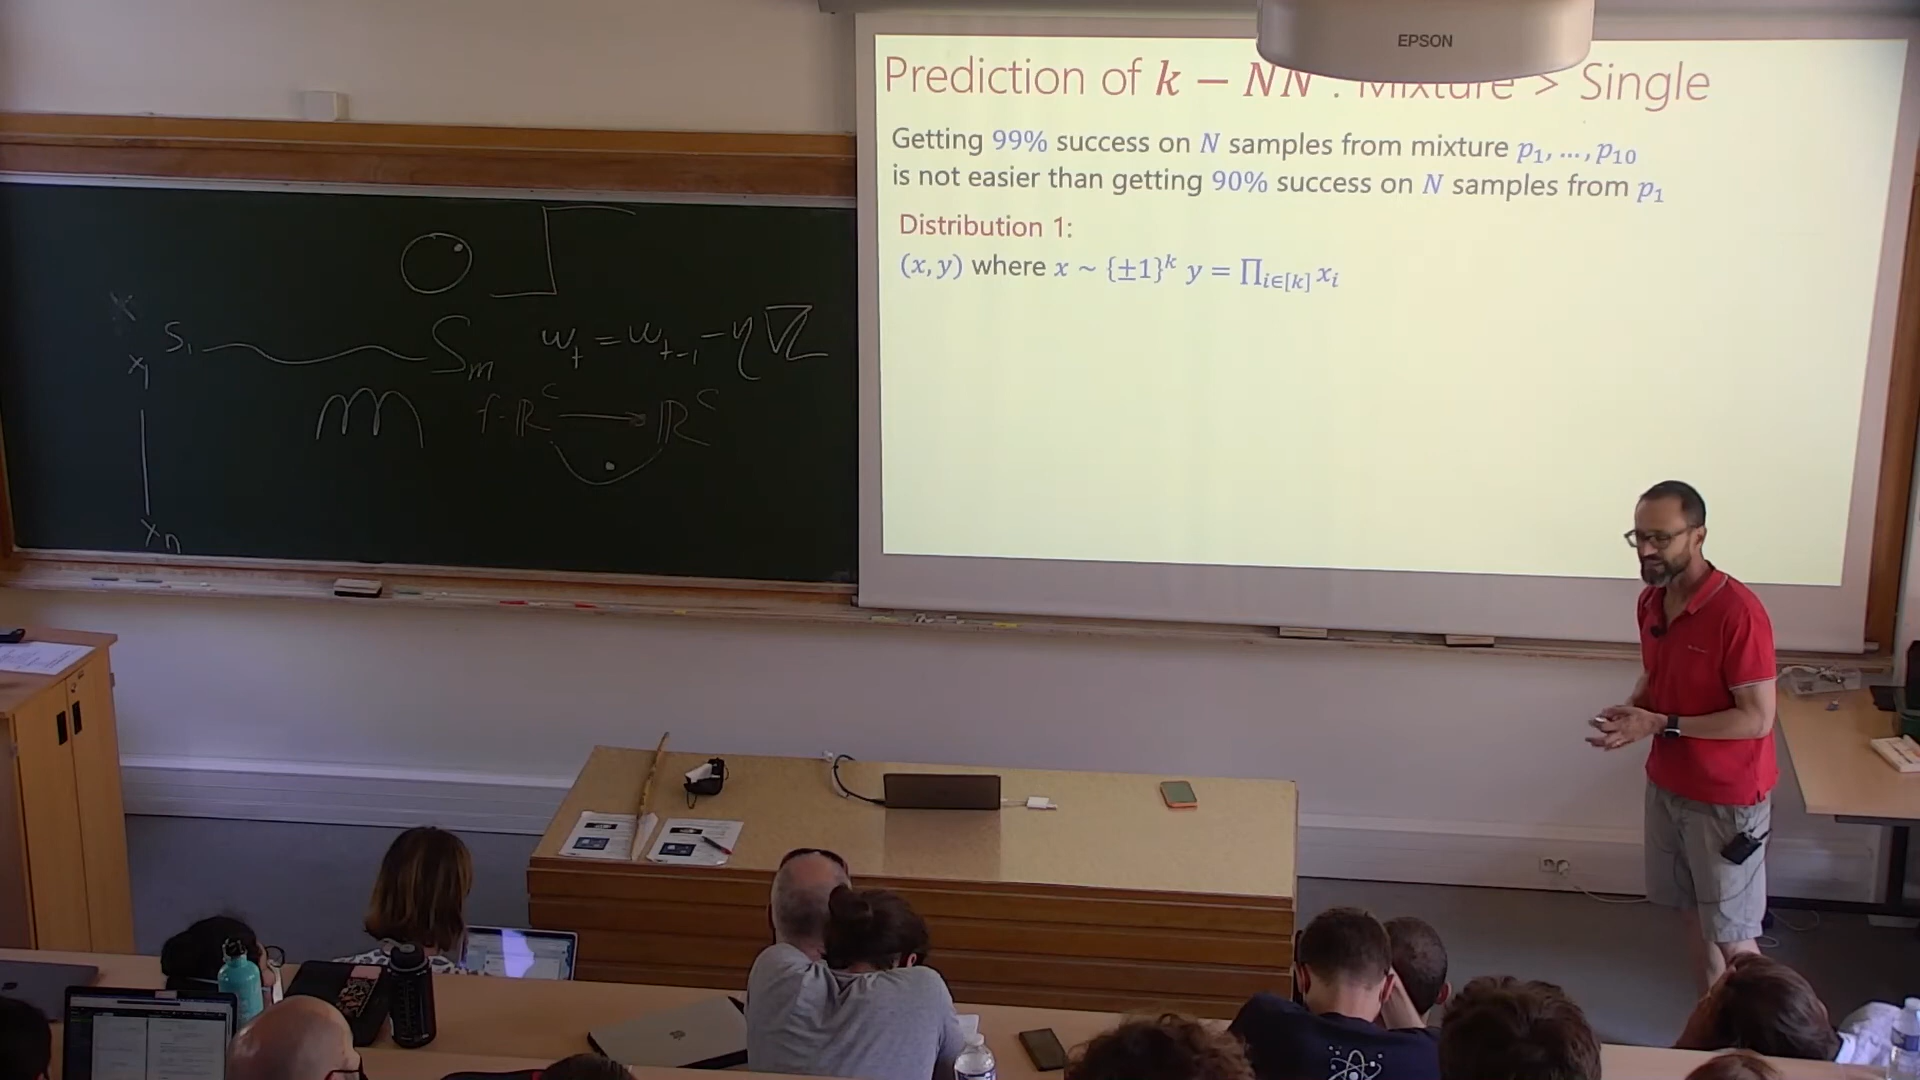 EPSON
Prediction of k − NN : Mixture > Single
Getting 99% success on N samples from mixture p₁, …, p₁₀
is not easier than getting 90% success on N samples from p₁
Distribution 1:
(x, y) where x ~ {±1}ᵏ y = ∏_{i∈[k]} xᵢ
x
S₁ Sₘ wₜ = wₜ₋₁ − η∇L
x₁
f: ℝᶜ → ℝᶜ
xₙ